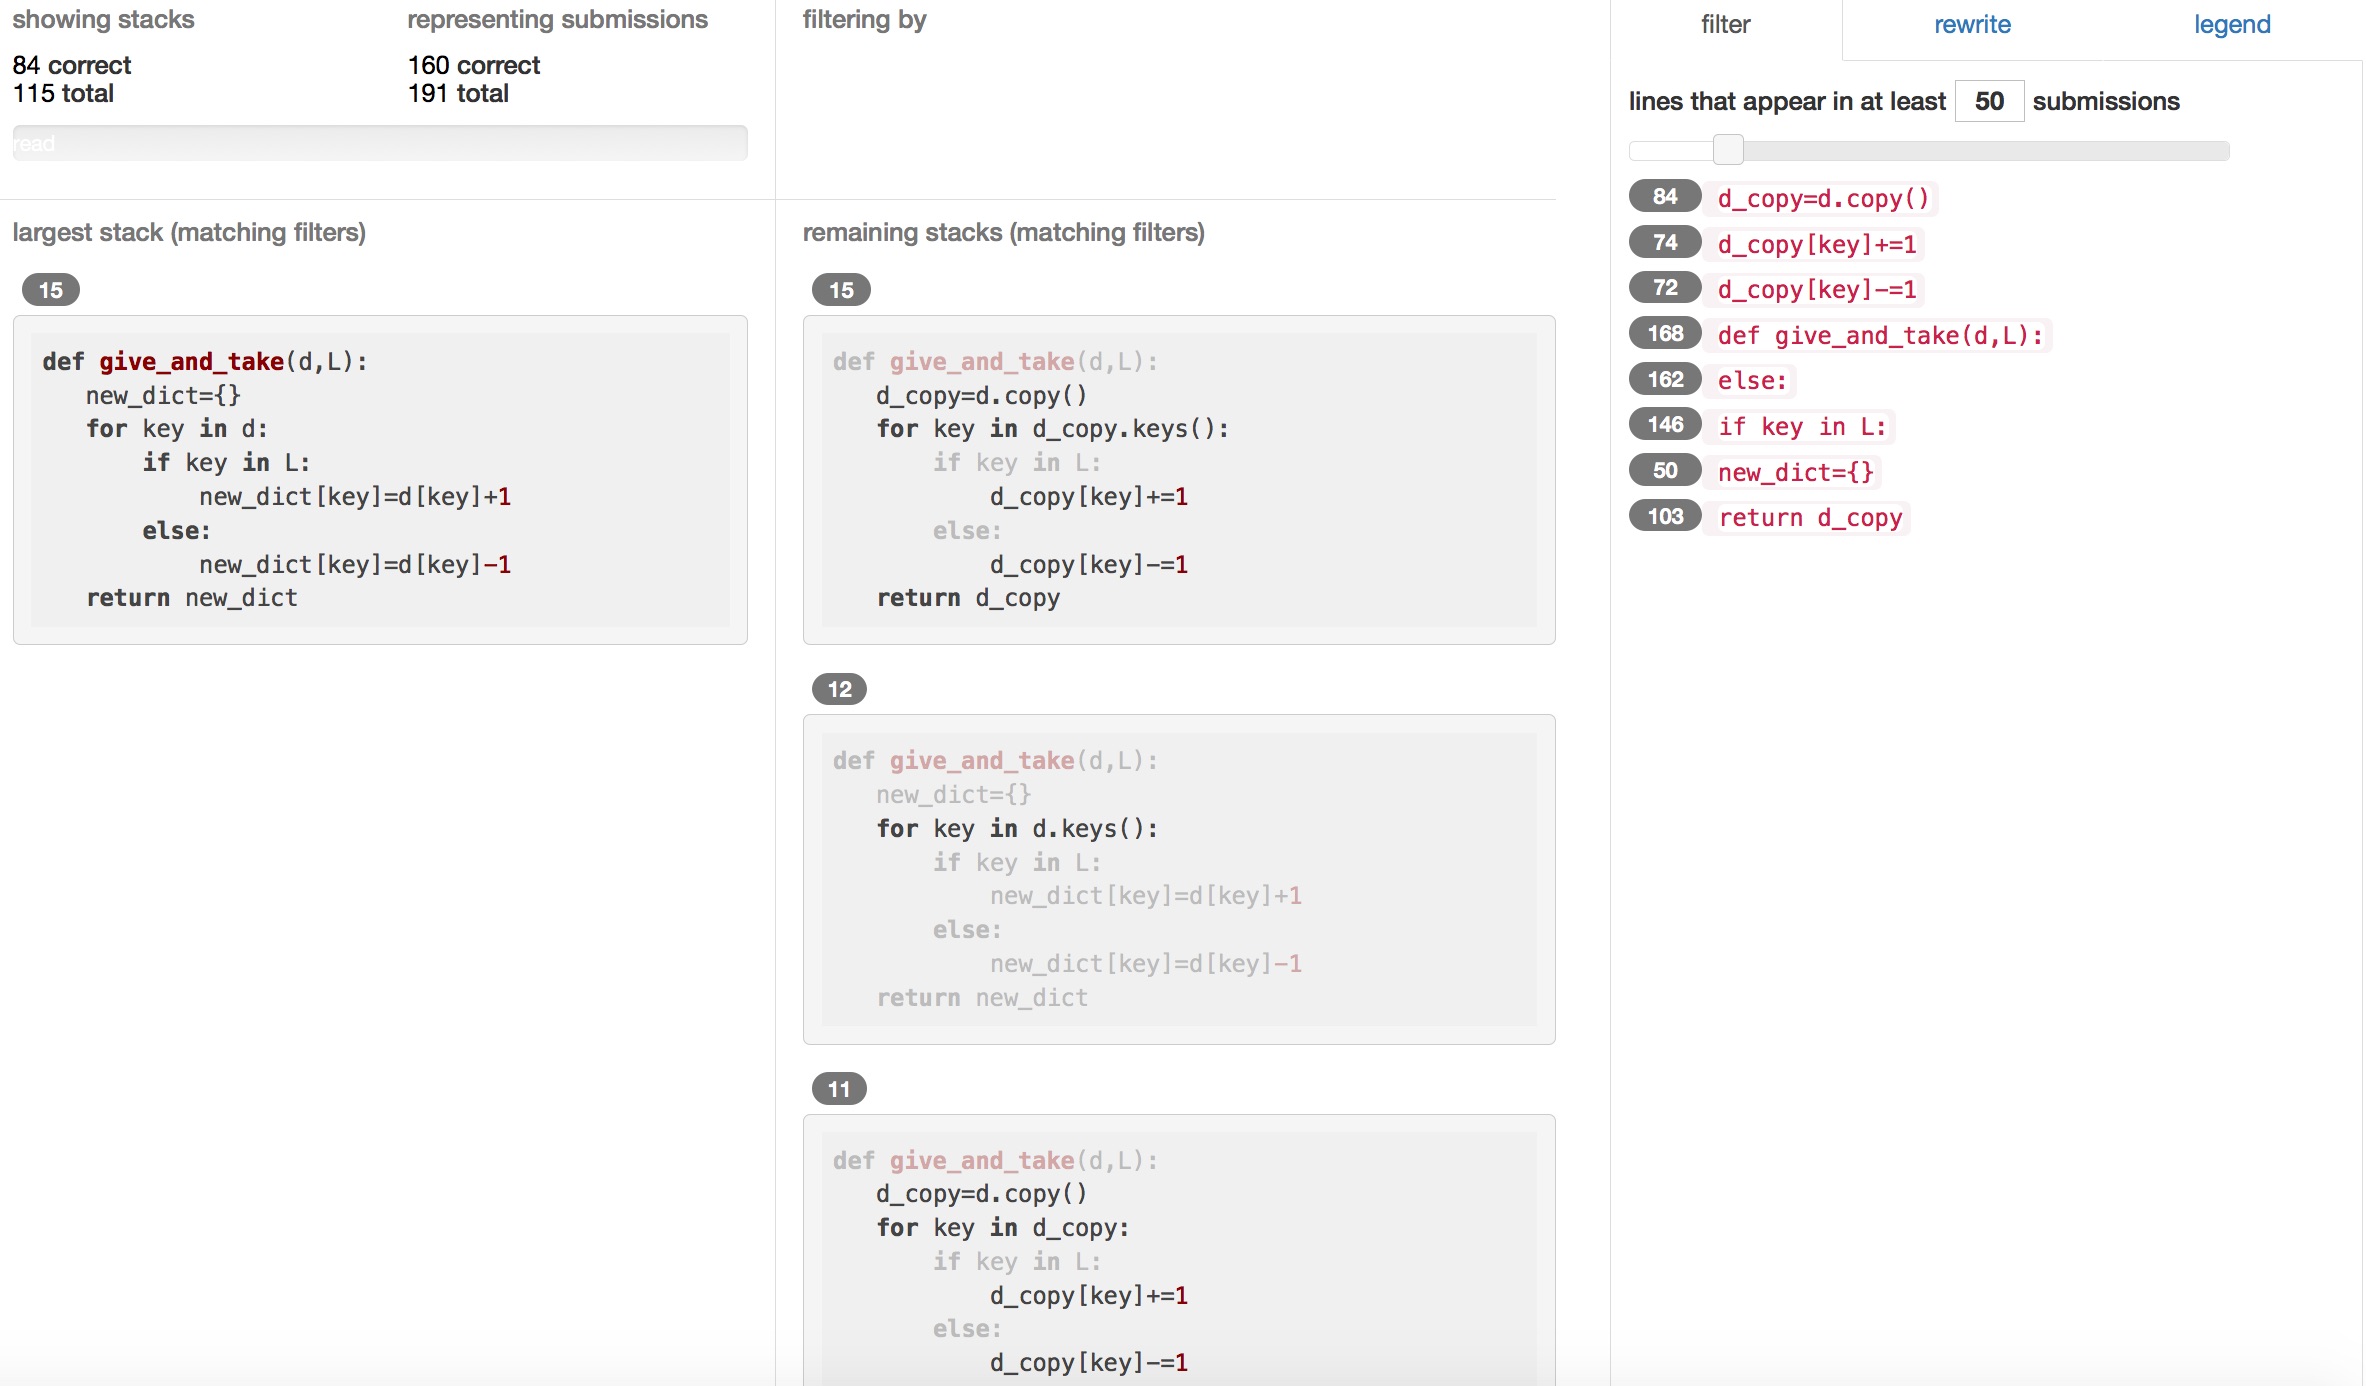 showing stacks
84 correct
115 total
representing submissions
160 correct
191 total
read
filtering by
largest stack (matching filters)
15
def give_and_take(d,L):
    new_dict={}
    for key in d:
        if key in L:
            new_dict[key]=d[key]+1
        else:
            new_dict[key]=d[key]-1
    return new_dict
remaining stacks (matching filters)
15
def give_and_take(d,L):
    d_copy=d.copy()
    for key in d_copy.keys():
        if key in L:
            d_copy[key]+=1
        else:
            d_copy[key]-=1
    return d_copy
12
def give_and_take(d,L):
    new_dict={}
    for key in d.keys():
        if key in L:
            new_dict[key]=d[key]+1
        else:
            new_dict[key]=d[key]-1
    return new_dict
11
def give_and_take(d,L):
    d_copy=d.copy()
    for key in d_copy:
        if key in L:
            d_copy[key]+=1
        else:
            d_copy[key]-=1
filter rewrite legend
lines that appear in at least 50 submissions
84 d_copy=d.copy()
74 d_copy[key]+=1
72 d_copy[key]-=1
168 def give_and_take(d,L):
162 else:
146 if key in L:
50 new_dict={}
103 return d_copy